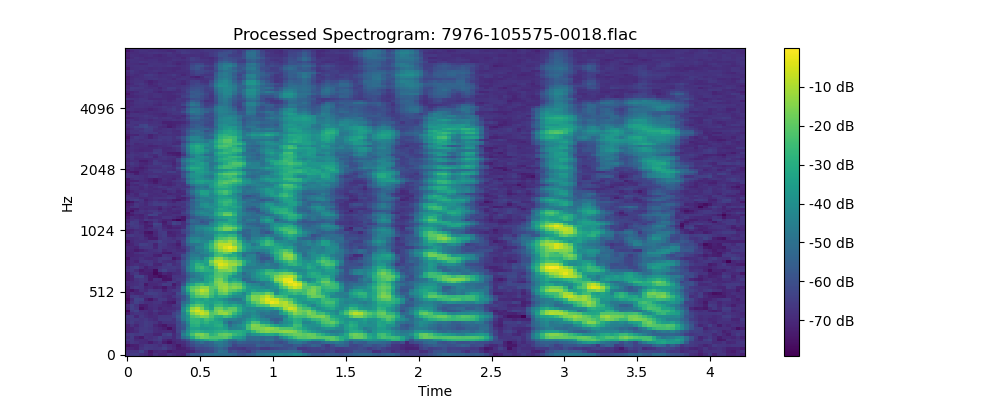 Processed Spectrogram: 7976-105575-0018.flac
Hz
4096
2048
1024
512
0
0 0.5 1 1.5 2 2.5 3 3.5 4
Time
-10 dB
-20 dB
-30 dB
-40 dB
-50 dB
-60 dB
-70 dB